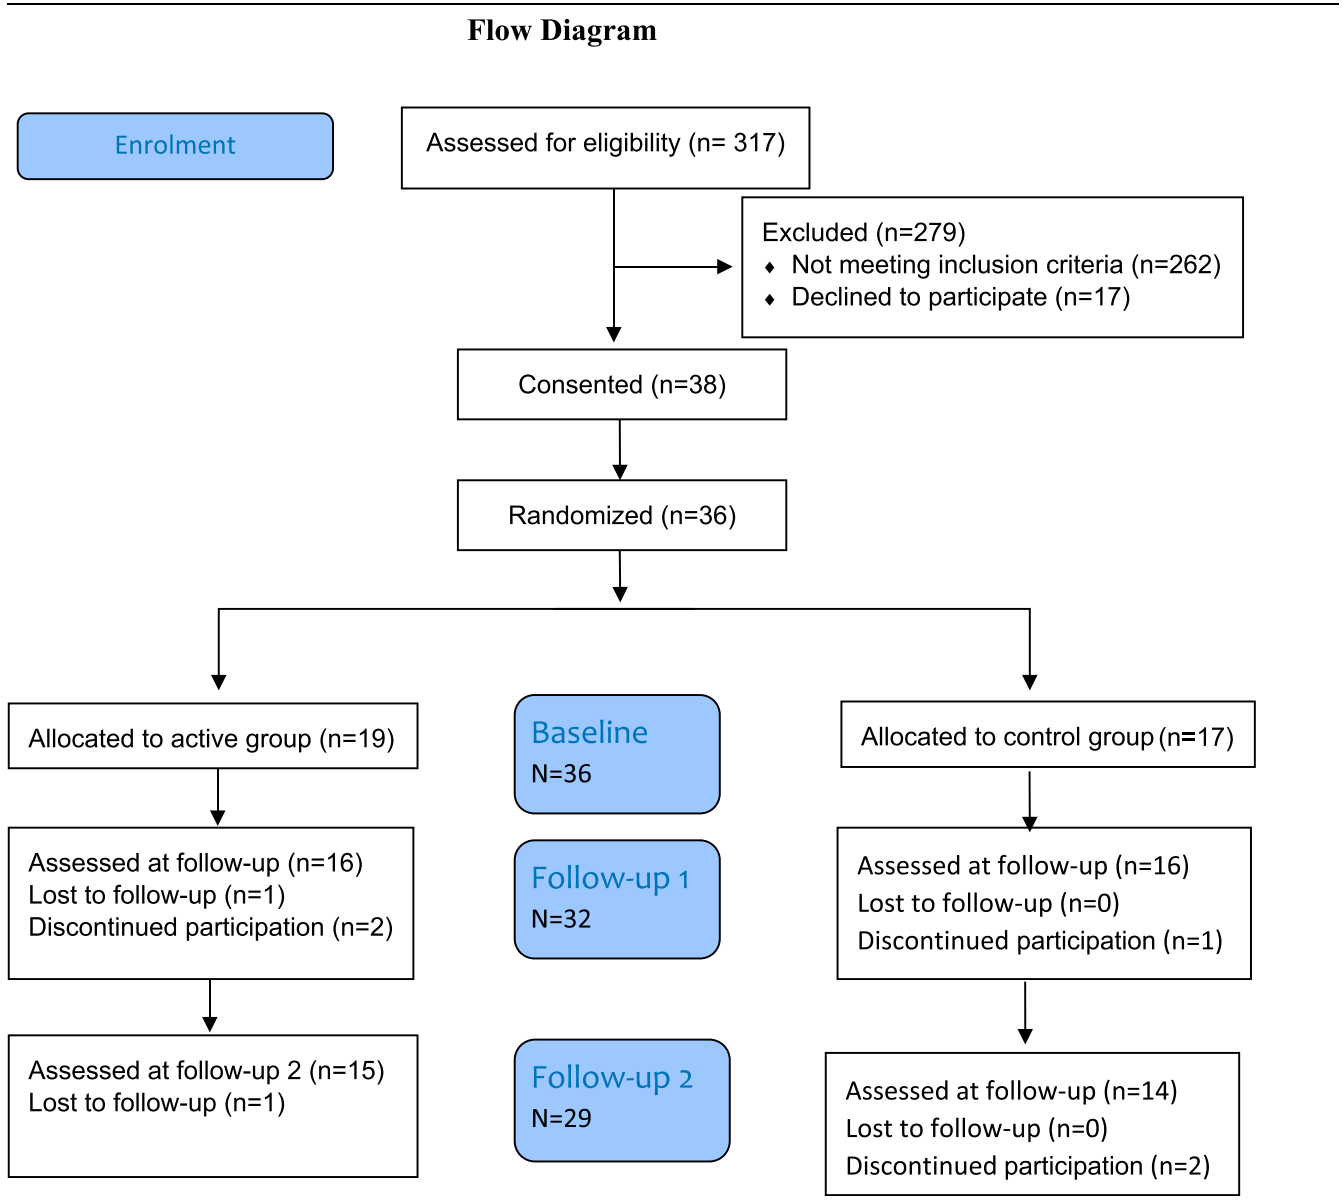 Flow Diagram
Enrolment
Assessed for eligibility (n= 317)
Excluded (n=279)
♦ Not meeting inclusion criteria (n=262)
♦ Declined to participate (n=17)
Consented (n=38)
Randomized (n=36)
Allocated to active group (n=19)
Baseline
N=36
Allocated to control group (n=17)
Assessed at follow-up (n=16)
Lost to follow-up (n=1)
Discontinued participation (n=2)
Follow-up 1
N=32
Assessed at follow-up (n=16)
Lost to follow-up (n=0)
Discontinued participation (n=1)
Assessed at follow-up 2 (n=15)
Lost to follow-up (n=1)
Follow-up 2
N=29
Assessed at follow-up (n=14)
Lost to follow-up (n=0)
Discontinued participation (n=2)